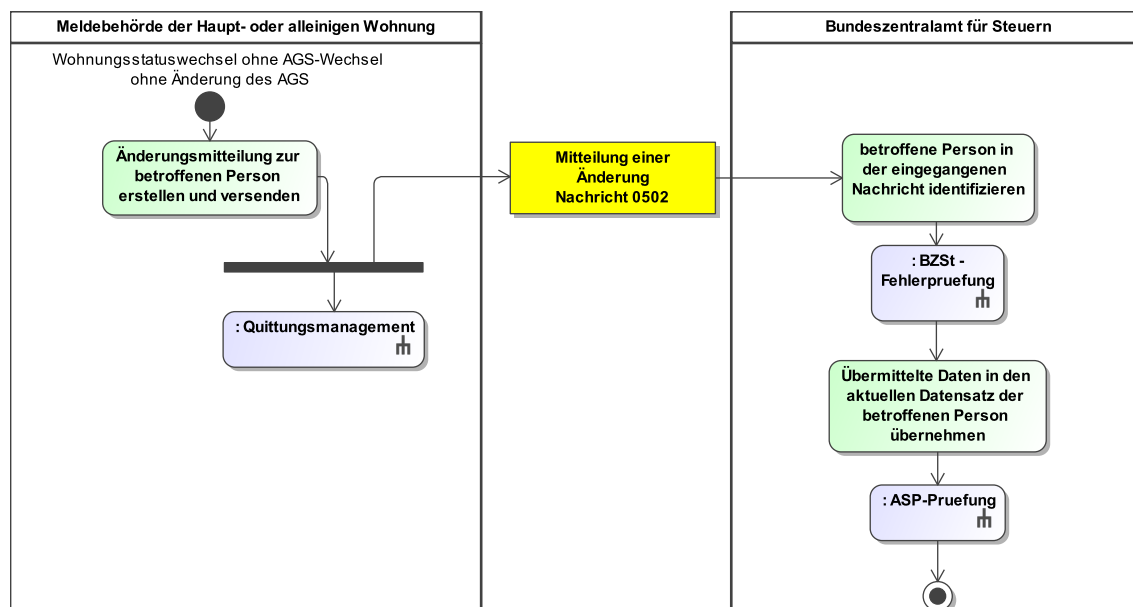 Meldebehörde der Haupt- oder alleinigen Wohnung
Wohnungsstatuswechsel ohne AGS-Wechsel
ohne Änderung des AGS
Änderungsmitteilung zur
betroffenen Person
erstellen und versenden
: Quittungsmanagement
Mitteilung einer
Änderung
Nachricht 0502
Bundeszentralamt für Steuern
betroffene Person in
der eingegangenen
Nachricht identifizieren
: BZSt -
Fehlerpruefung
Übermittelte Daten in den
aktuellen Datensatz der
betroffenen Person
übernehmen
: ASP-Pruefung